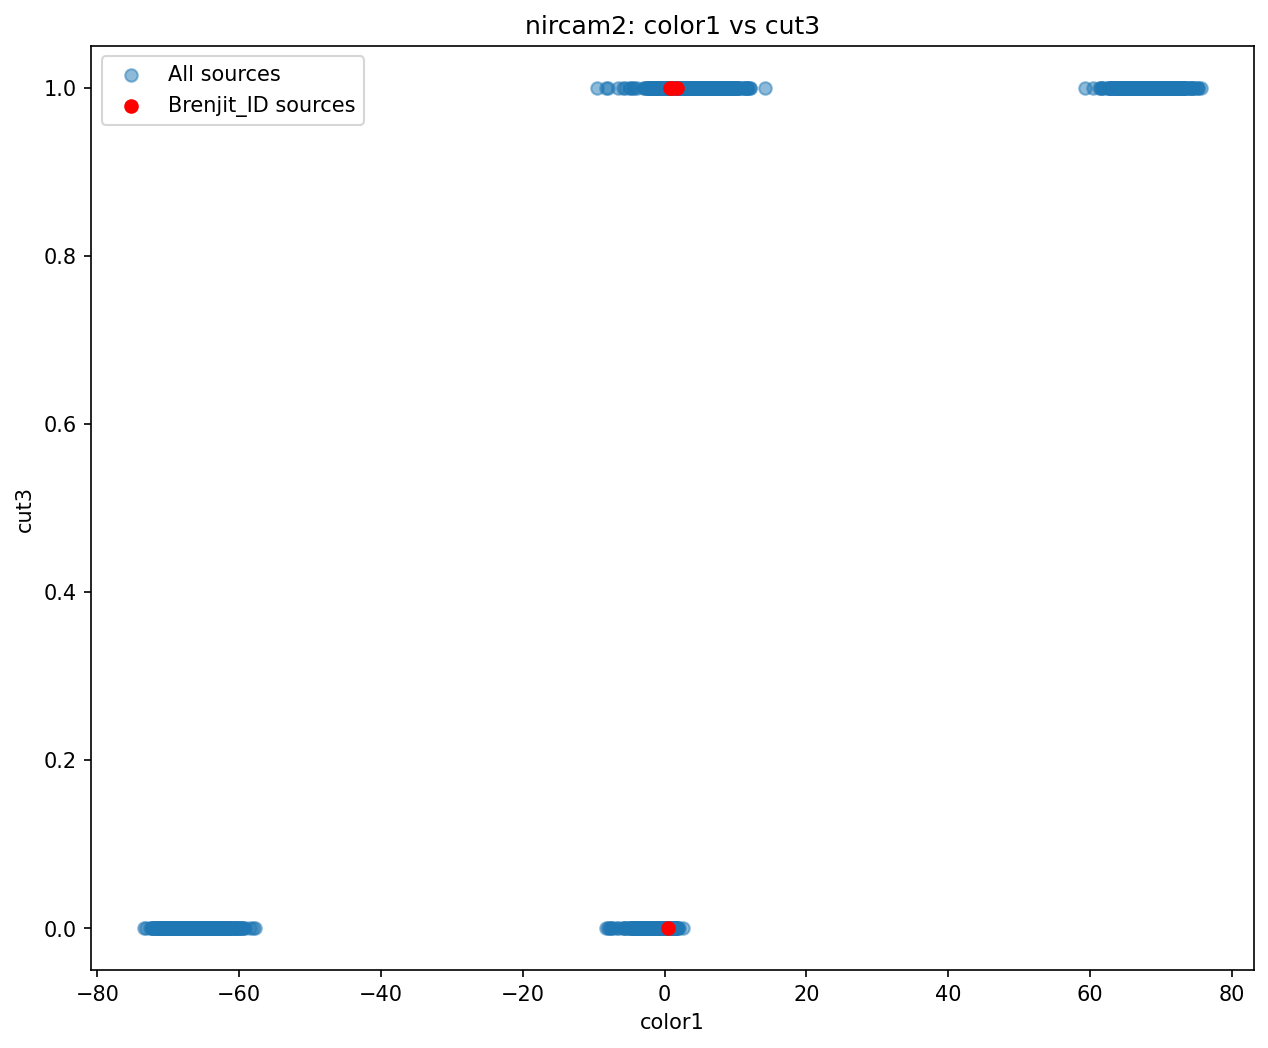 nircam2: color1 vs cut3
All sources
Brenjit_ID sources
1.0
0.8
0.6
0.4
0.2
0.0
cut3
−80 −60 −40 −20 0 20 40 60 80
color1